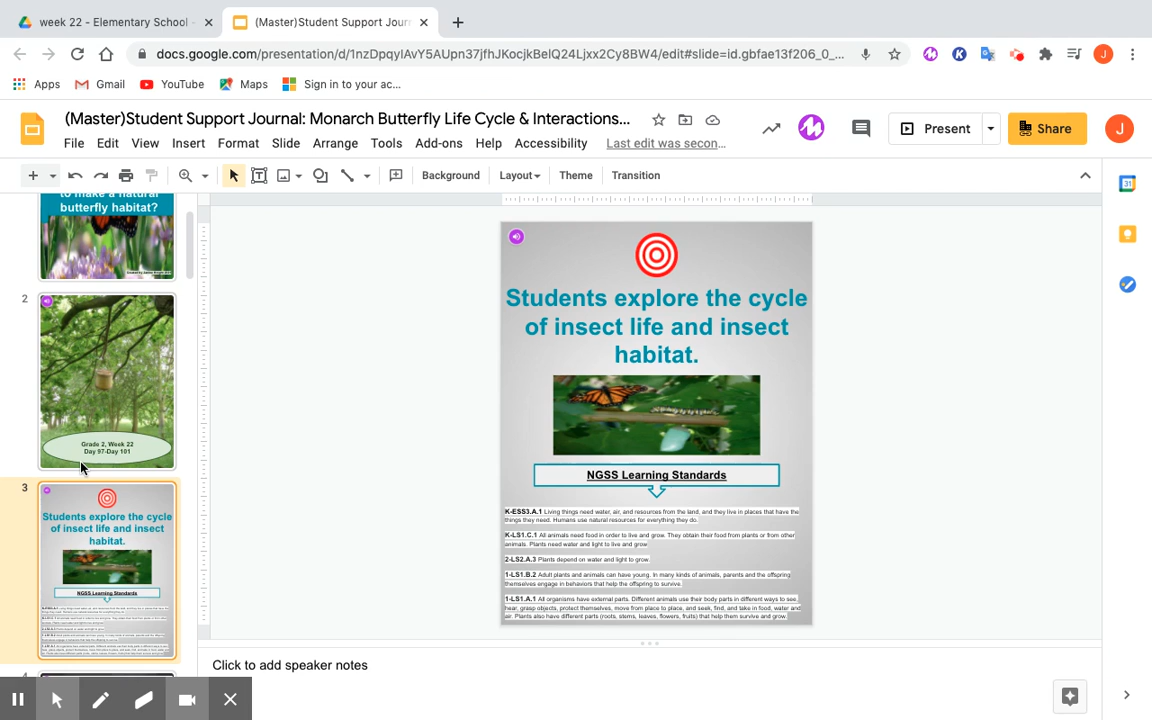 week 22 - Elementary School -
(Master)Student Support Journ
docs.google.com/presentation/d/1nzDpqyIAvY5AUpn37jfhJKocjkBeIQ24Ljxx2Cy8BW4/edit#slide=id.gbfae13f206_0_...
J
Apps
Gmail
YouTube
Maps
Sign in to your ac...
(Master)Student Support Journal: Monarch Butterfly Life Cycle & Interactions...
File Edit View Insert Format Slide Arrange Tools Add-ons Help Accessibility Last edit was secon...
Present
Share
J
Background Layout Theme Transition
31
to make a natural
butterfly habitat?
2
Grade 2, Week 22
Day 97-Day 101
3
Students explore the cycle
of insect life and insect
habitat.
NGSS Learning Standards
4
Students explore the cycle
of insect life and insect
habitat.
NGSS Learning Standards
K-ESS3.A.1 Living things need water, air, and resources from the land, and they live in places that have the
things they need. Humans use natural resources for everything they do.
K-LS1.C.1 All animals need food in order to live and grow. They obtain their food from plants or from other
animals. Plants need water and light to live and grow
2-LS2.A.3 Plants depend on water and light to grow.
1-LS1.B.2 Adult plants and animals can have young. In many kinds of animals, parents and the offspring
themselves engage in behaviors that help the offspring to survive.
1-LS1.A.1 All organisms have external parts. Different animals use their body parts in different ways to see,
hear, grasp objects, protect themselves, move from place to place, and seek, find, and take in food, water and
air. Plants also have different parts (roots, stems, leaves, flowers, fruits) that help them survive and grow.
Click to add speaker notes